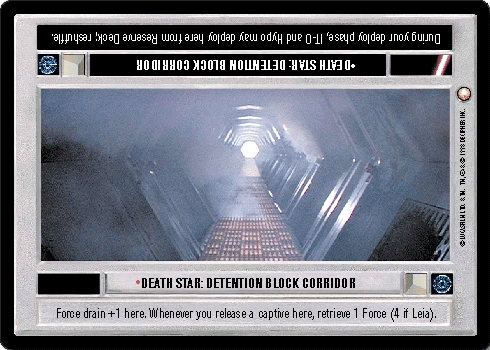 During your deploy phase, IT-O and Hypo may deploy here from Reserve Deck; reshuffle.
•DEATH STAR: DETENTION BLOCK CORRIDOR
•DEATH STAR: DETENTION BLOCK CORRIDOR
Force drain +1 here. Whenever you release a captive here, retrieve 1 Force (4 if Leia).